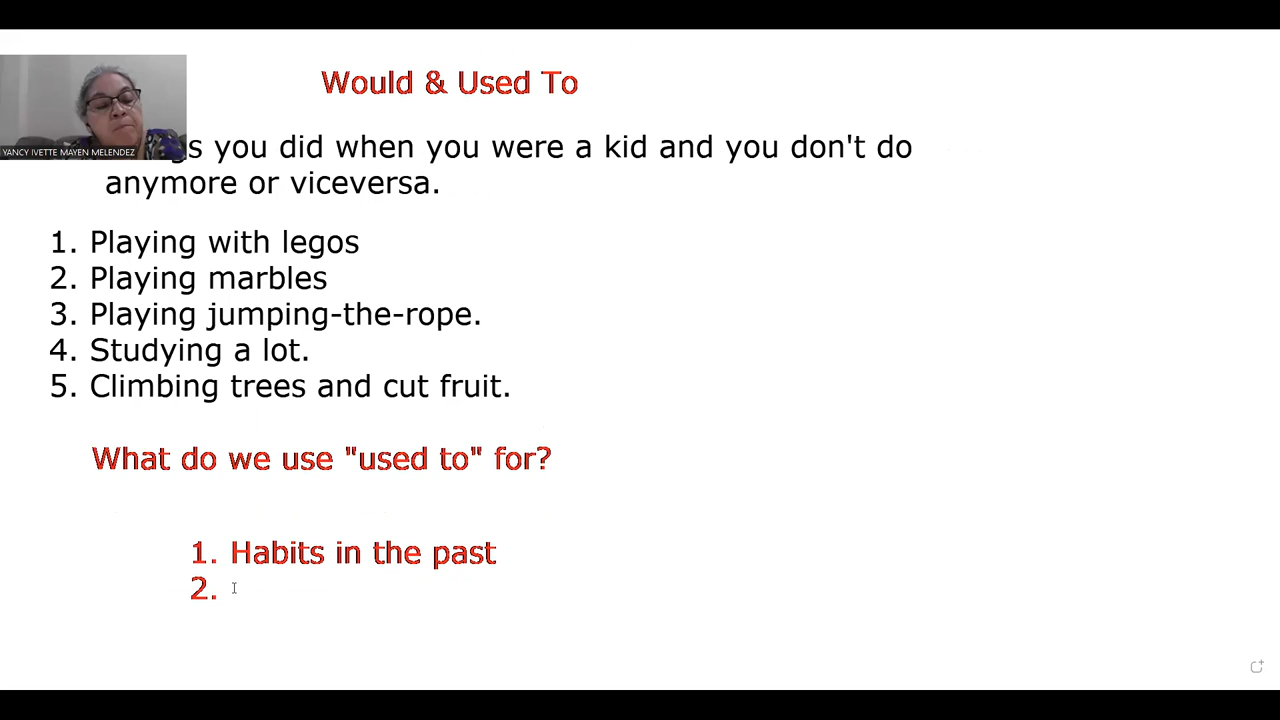 Would & Used To
YANCY IVETTE MAYEN MELENDEZ
you did when you were a kid and you don't do
anymore or viceversa.
1. Playing with legos
2. Playing marbles
3. Playing jumping-the-rope.
4. Studying a lot.
5. Climbing trees and cut fruit.
What do we use "used to" for?
1. Habits in the past
2.